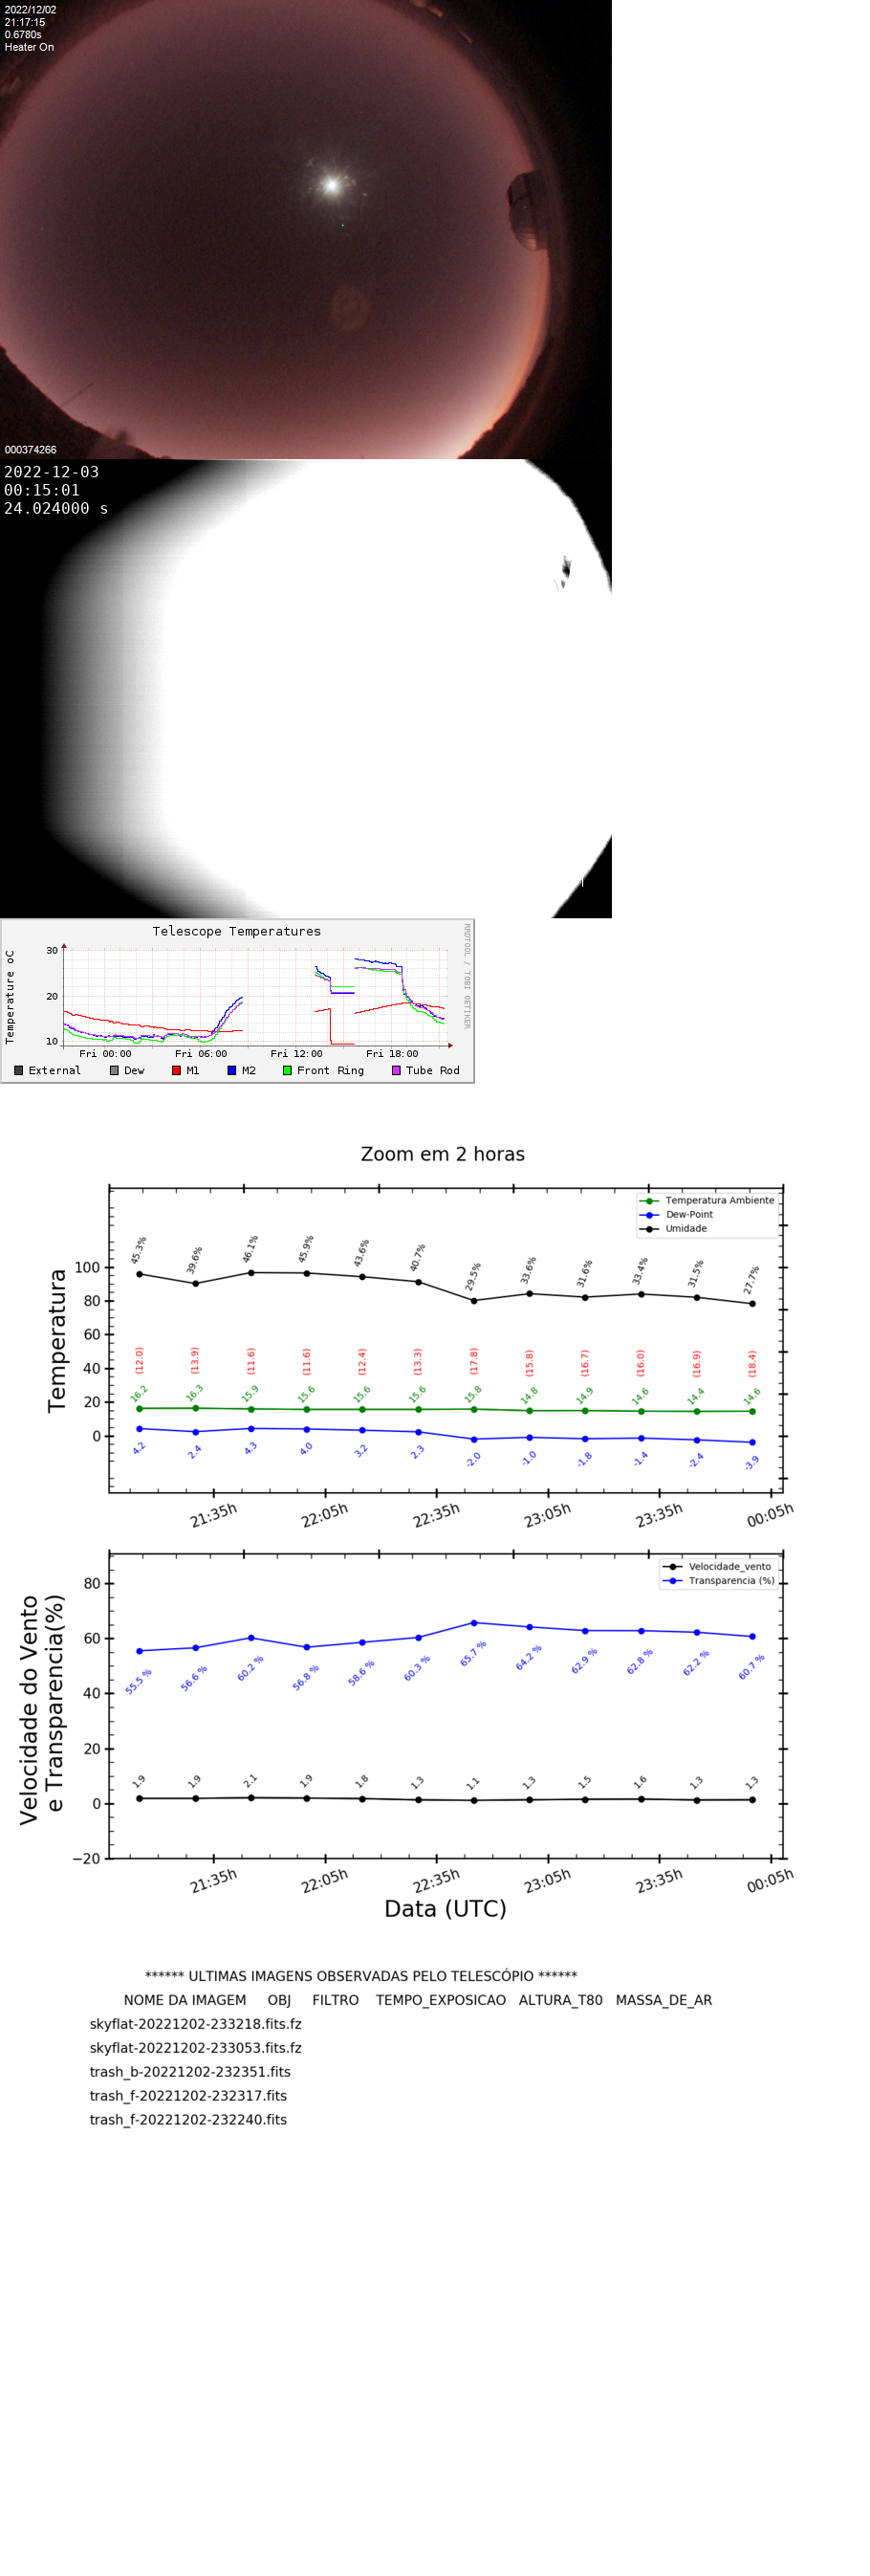 2022/12/02
21:17:15
0.6780s
Heater On
000374266
2022-12-03
00:15:01
24.024000 s
Telescope Temperatures
RRDTOOL / TOBI OETIKER
Temperature oC
30
20
10
Fri 00:00 Fri 06:00 Fri 12:00 Fri 18:00
External Dew M1 M2 Front Ring Tube Rod
Zoom em 2 horas
Temperatura Ambiente
Dew-Point
Umidade
Temperatura
100
80
60
40
20
0
45.3% 39.6% 46.1% 45.9% 43.6% 40.7% 29.5% 33.6% 31.6% 33.4% 31.5% 27.7%
(12.0) (13.9) (11.6) (11.6) (12.4) (13.3) (17.8) (15.8) (16.7) (16.0) (16.9) (18.4)
16.2 16.3 15.9 15.6 15.6 15.6 15.8 14.8 14.9 14.6 14.4 14.6
4.2 2.4 4.3 4.0 3.2 2.3 -2.0 -1.0 -1.8 -1.4 -2.4 -3.9
21:35h 22:05h 22:35h 23:05h 23:35h 00:05h
Velocidade_vento
Transparencia (%)
Velocidade do Vento
e Transparencia(%)
80
60
40
20
0
−20
55.5 % 56.6 % 60.2 % 56.8 % 58.6 % 60.3 % 65.7 % 64.2 % 62.9 % 62.8 % 62.2 % 60.7 %
1.9 1.9 2.1 1.9 1.8 1.3 1.1 1.3 1.5 1.6 1.3 1.3
21:35h 22:05h 22:35h 23:05h 23:35h 00:05h
Data (UTC)
****** ULTIMAS IMAGENS OBSERVADAS PELO TELESCÓPIO ******
NOME DA IMAGEM OBJ FILTRO TEMPO_EXPOSICAO ALTURA_T80 MASSA_DE_AR
skyflat-20221202-233218.fits.fz
skyflat-20221202-233053.fits.fz
trash_b-20221202-232351.fits
trash_f-20221202-232317.fits
trash_f-20221202-232240.fits